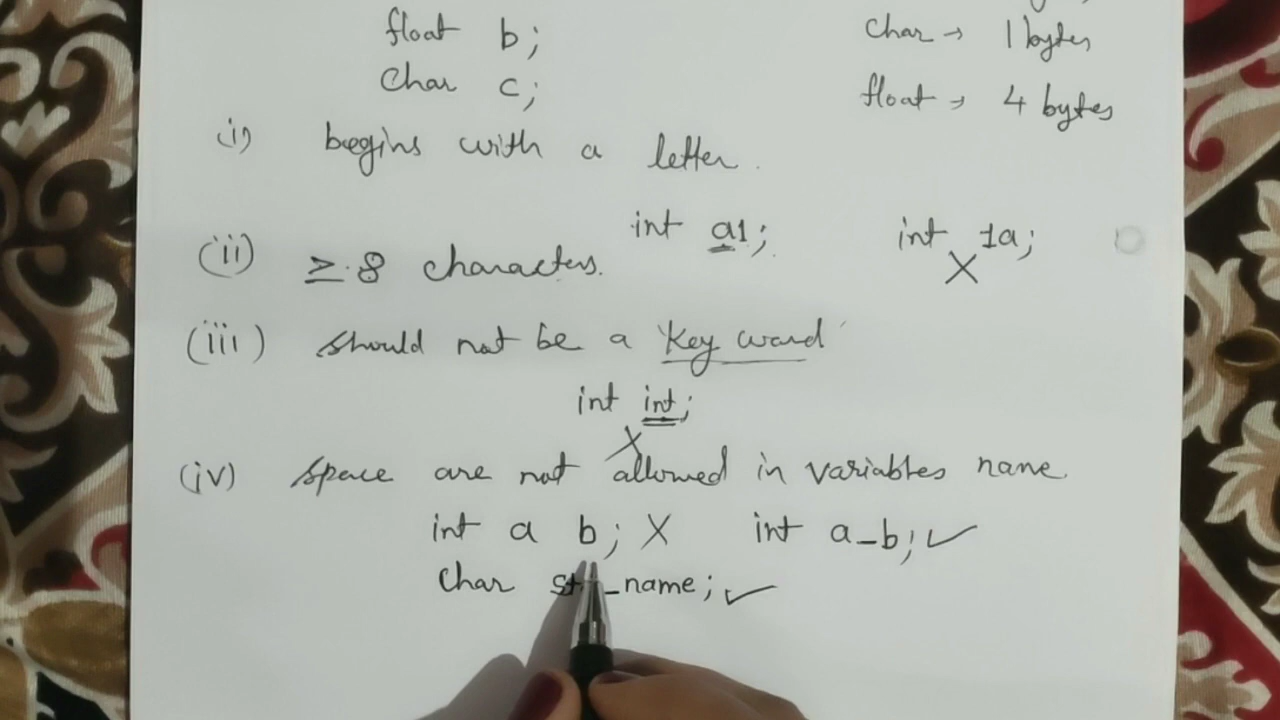 float b;
char → 1 bytes
char c;
float → 4 bytes
(i) begins with a letter.
int a1; int 1a; X
(ii) ≥ 8 characters.
(iii) should not be a 'key word'
int int; X
(iv) space are not allowed in variables name
int a b; X int a_b; ✓
char _name; ✓